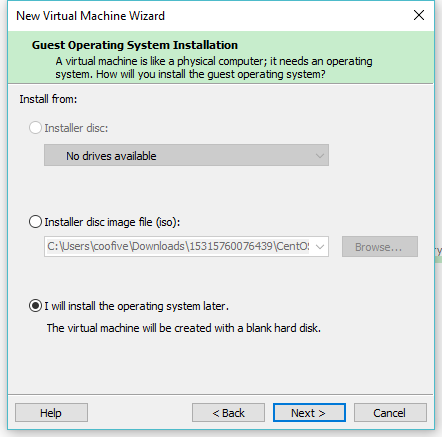 New Virtual Machine Wizard
Guest Operating System Installation
A virtual machine is like a physical computer; it needs an operating
system. How will you install the guest operating system?
Install from:
Installer disc:
No drives available
Installer disc image file (iso):
C:\Users\coofive\Downloads\15315760076439\CentOS
Browse...
I will install the operating system later.
The virtual machine will be created with a blank hard disk.
Help
< Back
Next >
Cancel